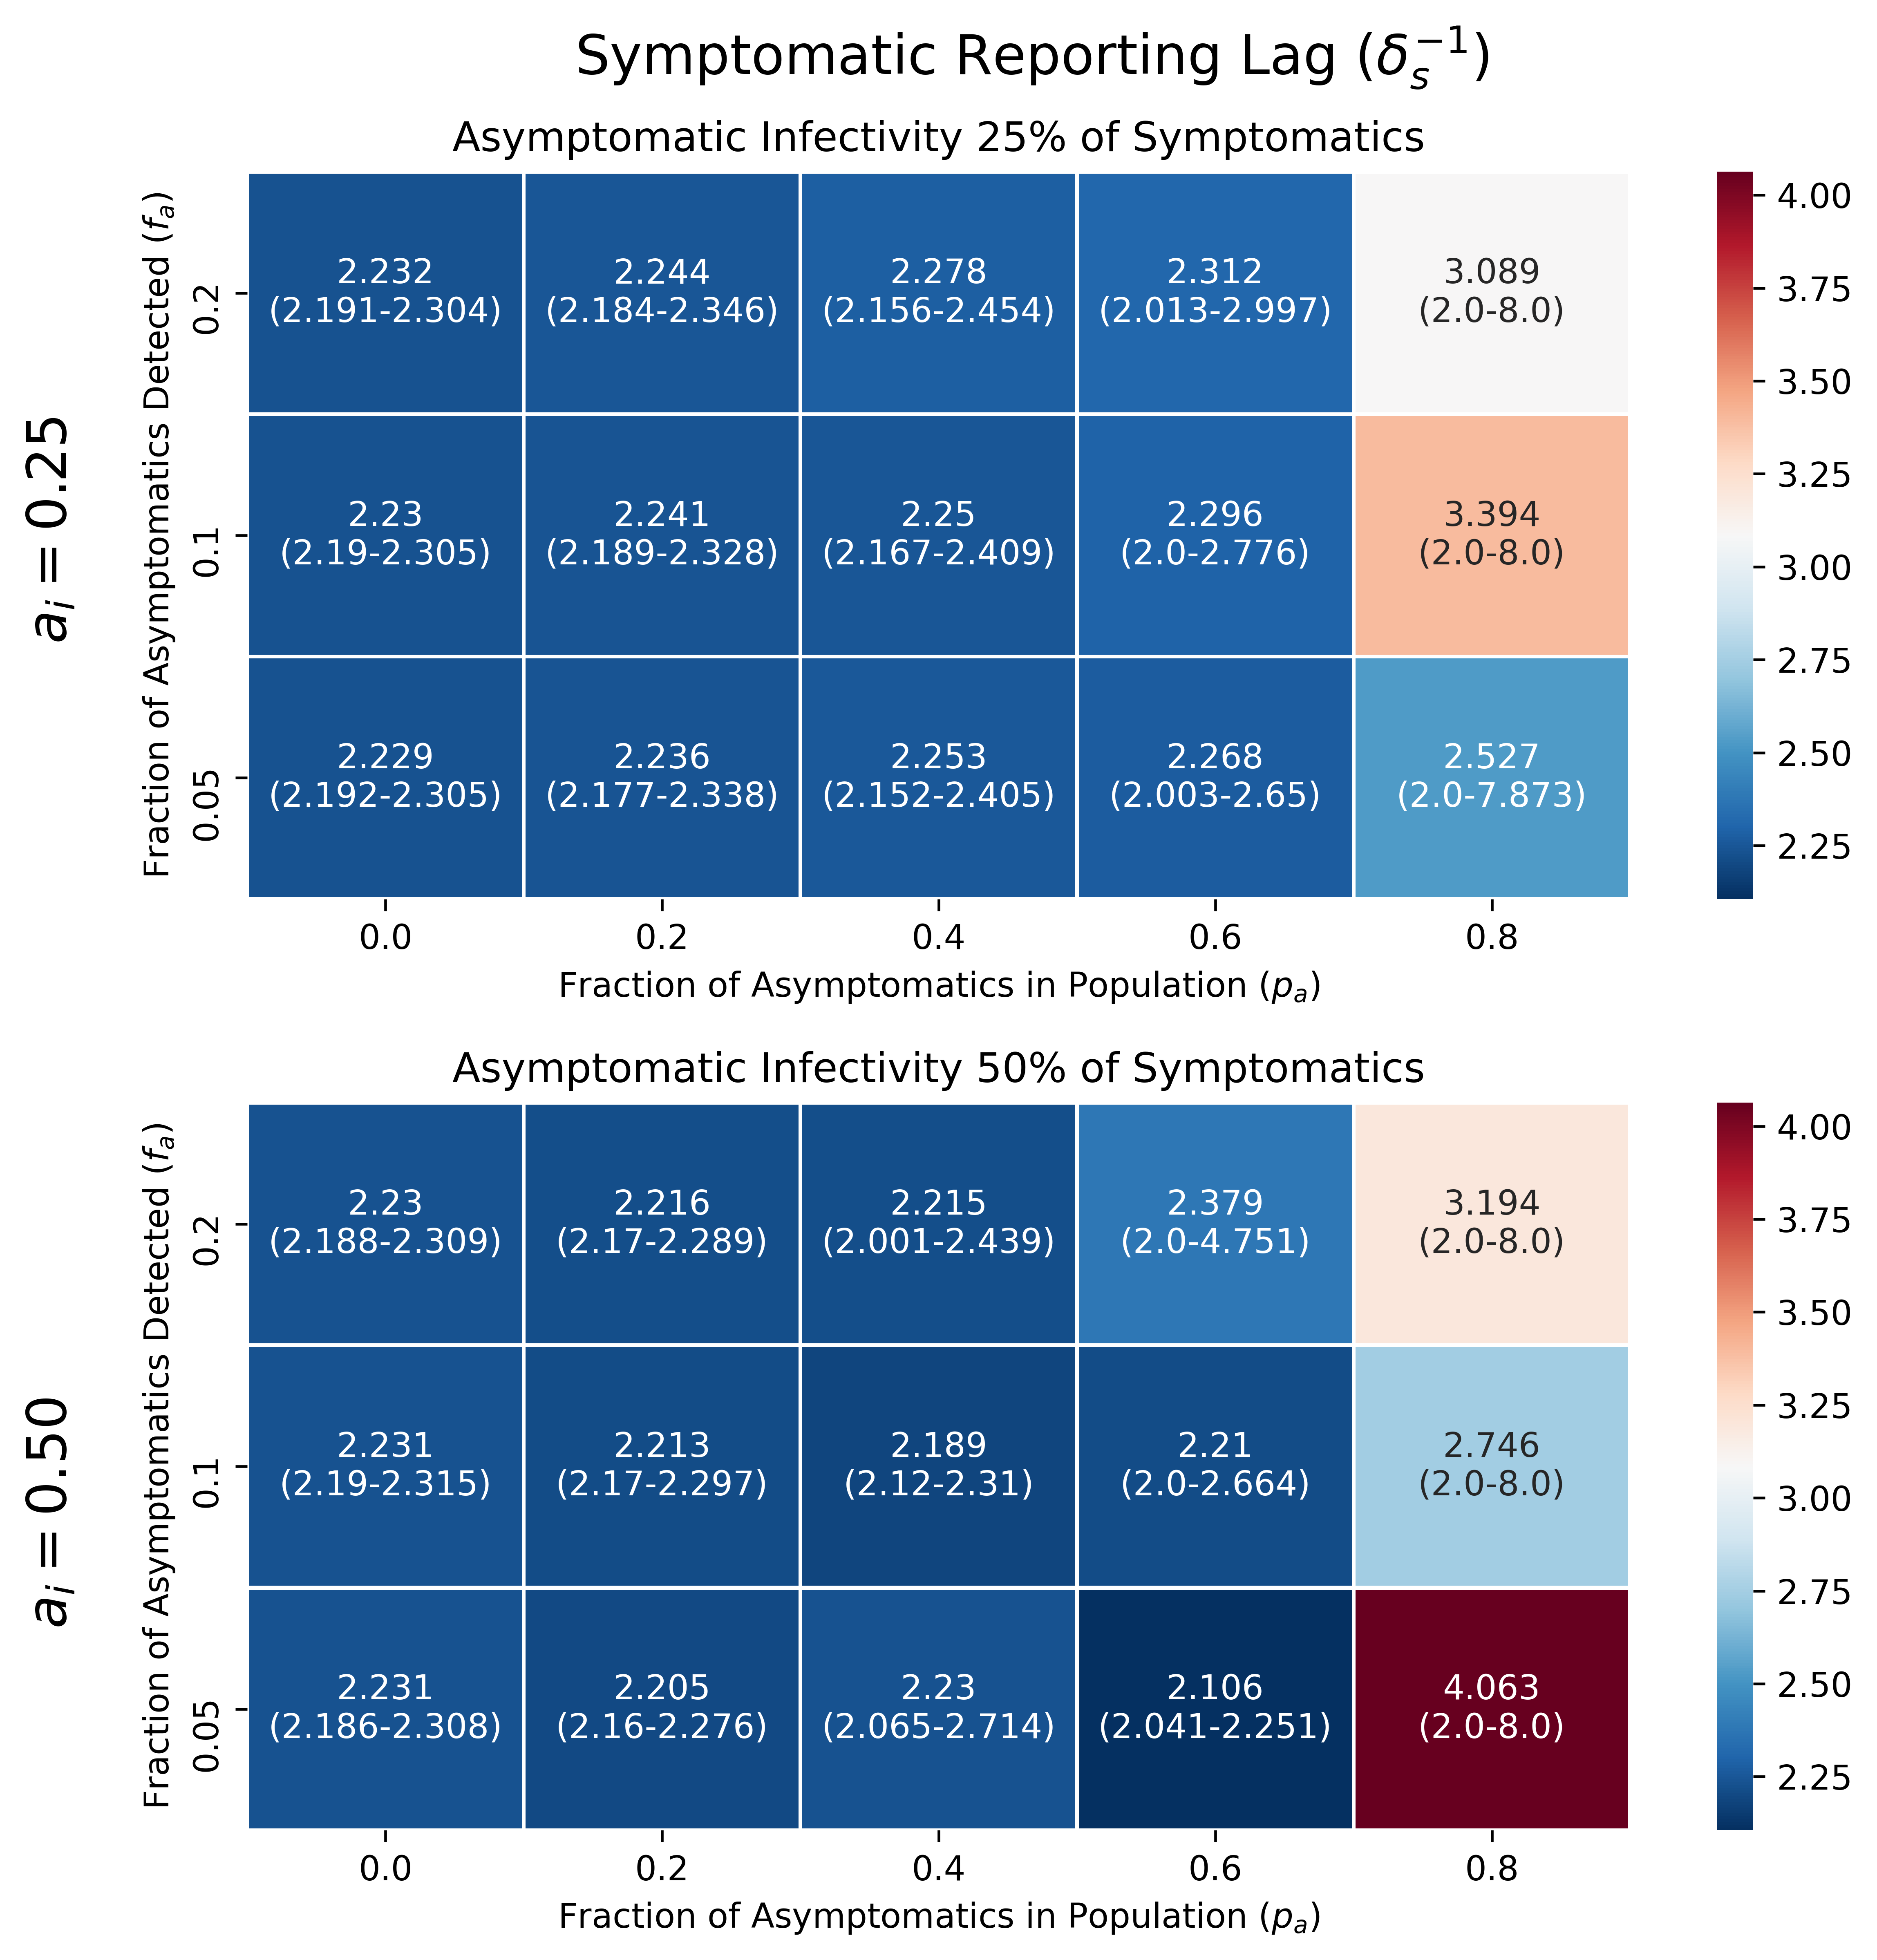 Symptomatic Reporting Lag (δₛ⁻¹)
Asymptomatic Infectivity 25% of Symptomatics
aᵢ = 0.25
Fraction of Asymptomatics Detected (fₐ)
0.2
2.232 2.244 2.278 2.312 3.089
(2.191-2.304) (2.184-2.346) (2.156-2.454) (2.013-2.997) (2.0-8.0)
0.1
2.23 2.241 2.25 2.296 3.394
(2.19-2.305) (2.189-2.328) (2.167-2.409) (2.0-2.776) (2.0-8.0)
0.05
2.229 2.236 2.253 2.268 2.527
(2.192-2.305) (2.177-2.338) (2.152-2.405) (2.003-2.65) (2.0-7.873)
0.0 0.2 0.4 0.6 0.8
Fraction of Asymptomatics in Population (pₐ)
4.00
3.75
3.50
3.25
3.00
2.75
2.50
2.25
Asymptomatic Infectivity 50% of Symptomatics
aᵢ = 0.50
Fraction of Asymptomatics Detected (fₐ)
0.2
2.23 2.216 2.215 2.379 3.194
(2.188-2.309) (2.17-2.289) (2.001-2.439) (2.0-4.751) (2.0-8.0)
0.1
2.231 2.213 2.189 2.21 2.746
(2.19-2.315) (2.17-2.297) (2.12-2.31) (2.0-2.664) (2.0-8.0)
0.05
2.231 2.205 2.23 2.106 4.063
(2.186-2.308) (2.16-2.276) (2.065-2.714) (2.041-2.251) (2.0-8.0)
0.0 0.2 0.4 0.6 0.8
Fraction of Asymptomatics in Population (pₐ)
4.00
3.75
3.50
3.25
3.00
2.75
2.50
2.25